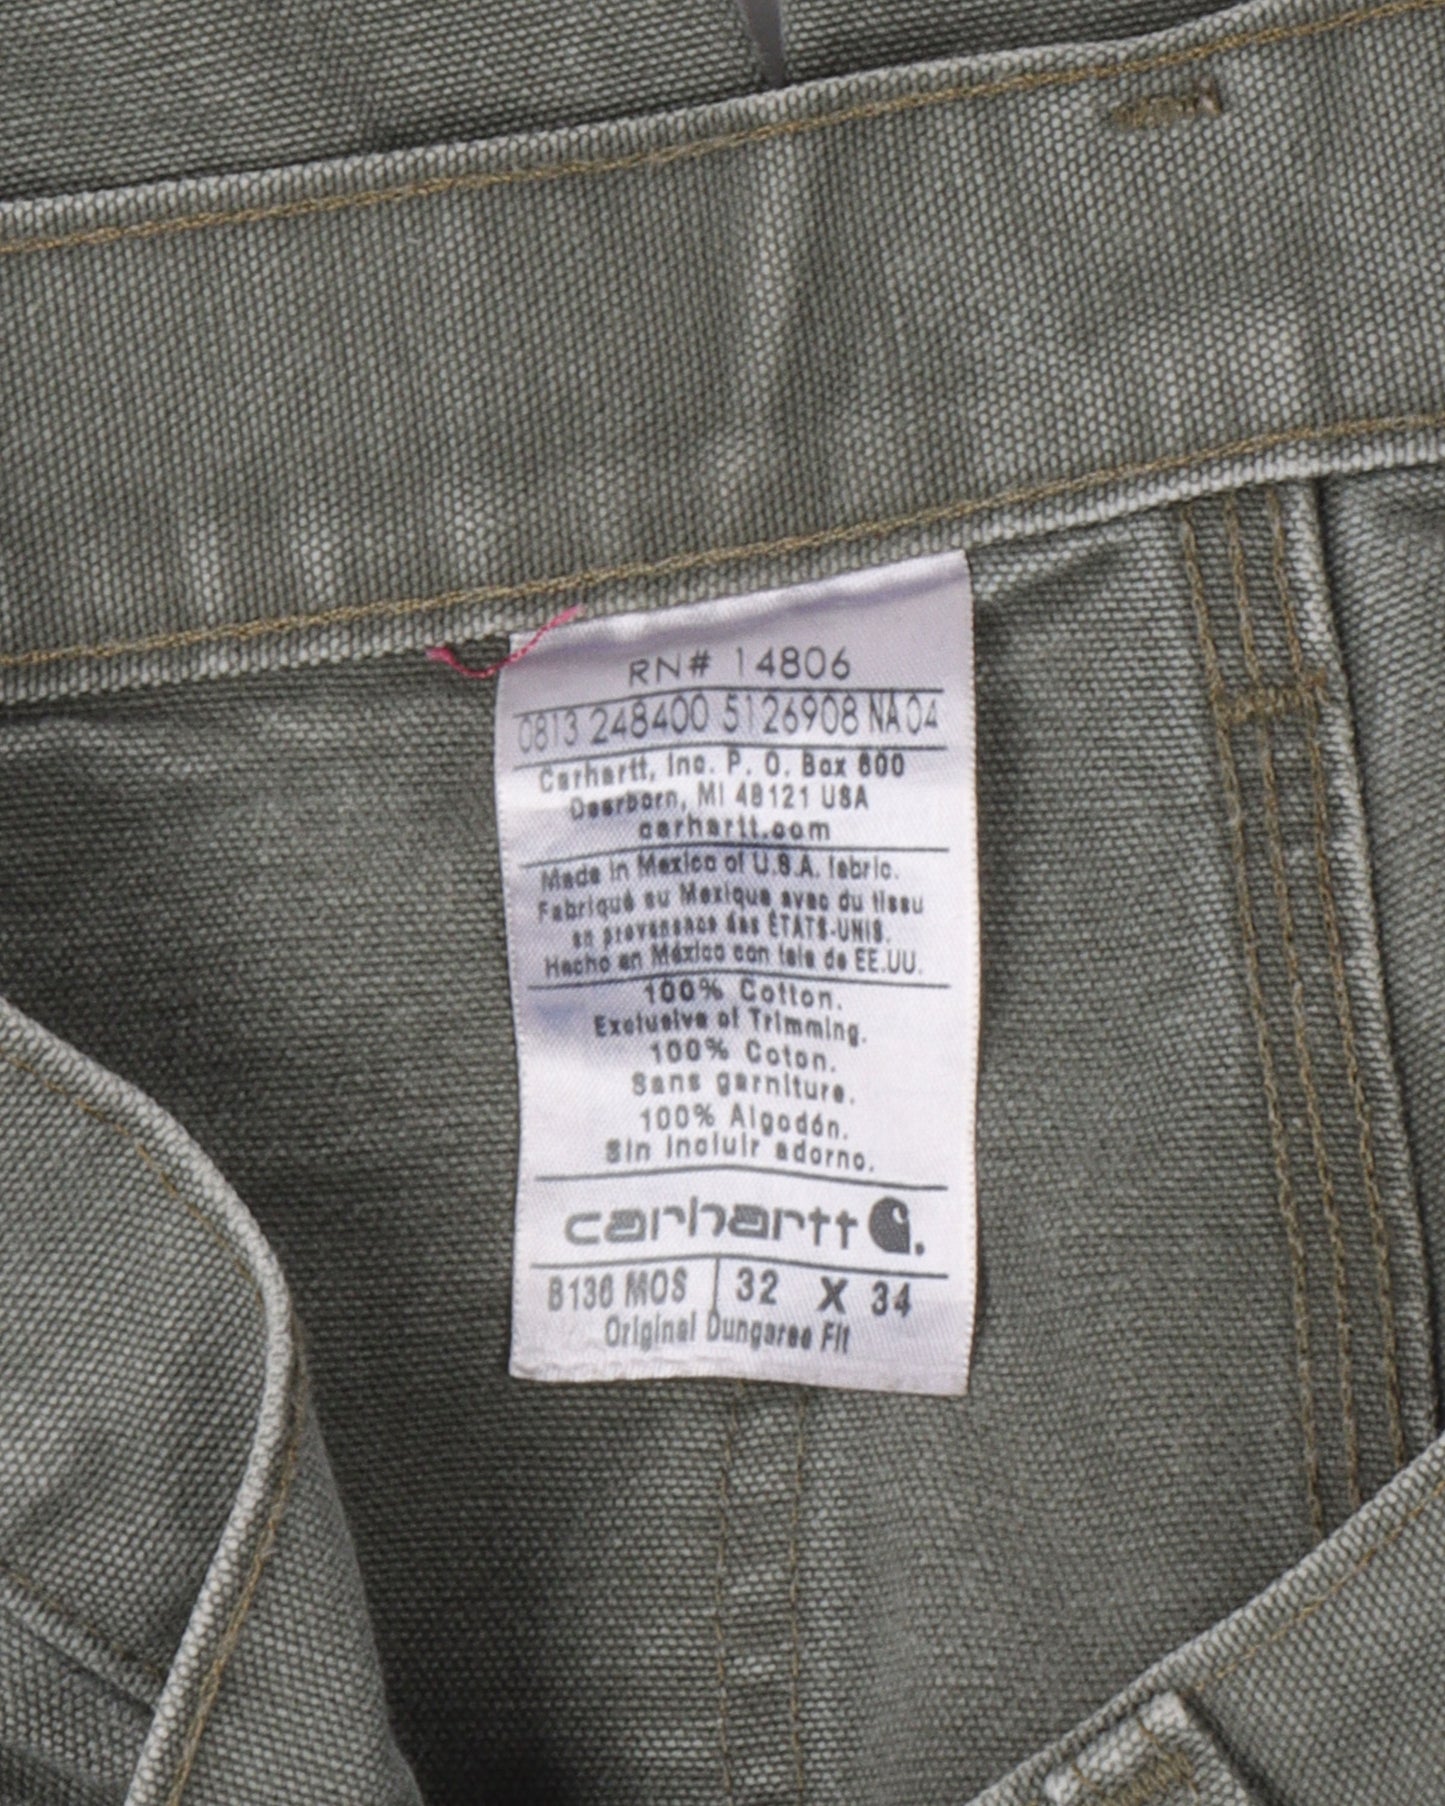 RN# 14806
0813 248400 5126908 NA04
Carhartt, Inc. P. O. Box 600
Dearborn, MI 48121 USA
carhartt.com
Made in Mexico of U.S.A. fabric.
Fabriqué au Mexique avec du tissu
en provenance des ÉTATS-UNIS.
Hecho en México con tela de EE.UU.
100% Cotton.
Exclusive of Trimming.
100% Coton.
Sans garniture.
100% Algodón.
Sin incluir adorno.
carhartt
B136 MOS 32 X 34
Original Dungaree Fit